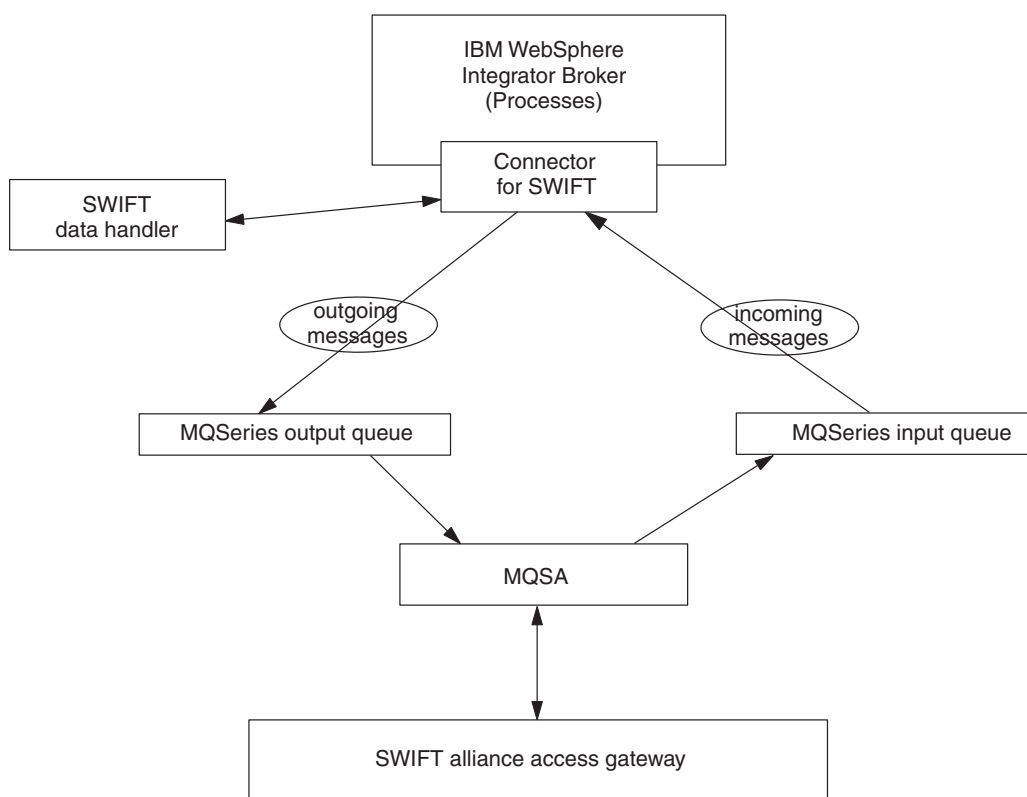 IBM WebSphere
Integrator Broker
(Processes)
Connector
for SWIFT
SWIFT
data handler
outgoing
messages
incoming
messages
MQSeries output queue
MQSeries input queue
MQSA
SWIFT alliance access gateway